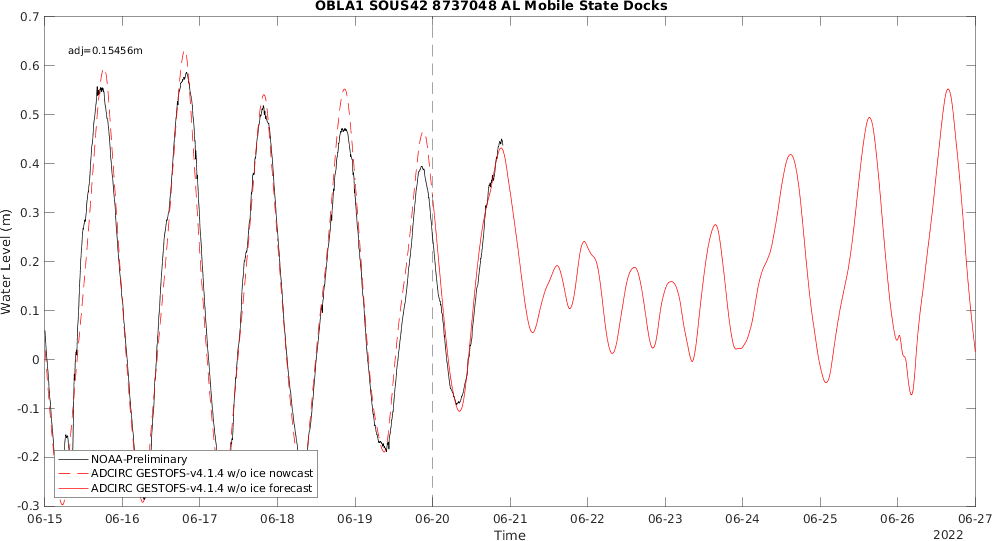 OBLA1 SOUS42 8737048 AL Mobile State Docks
adj=0.15456m
0.7
0.6
0.5
0.4
0.3
0.2
0.1
0
-0.1
-0.2
-0.3
Water Level (m)
NOAA-Preliminary
ADCIRC GESTOFS-v4.1.4 w/o ice nowcast
ADCIRC GESTOFS-v4.1.4 w/o ice forecast
06-15 06-16 06-17 06-18 06-19 06-20 06-21 06-22 06-23 06-24 06-25 06-26 06-27
Time
2022